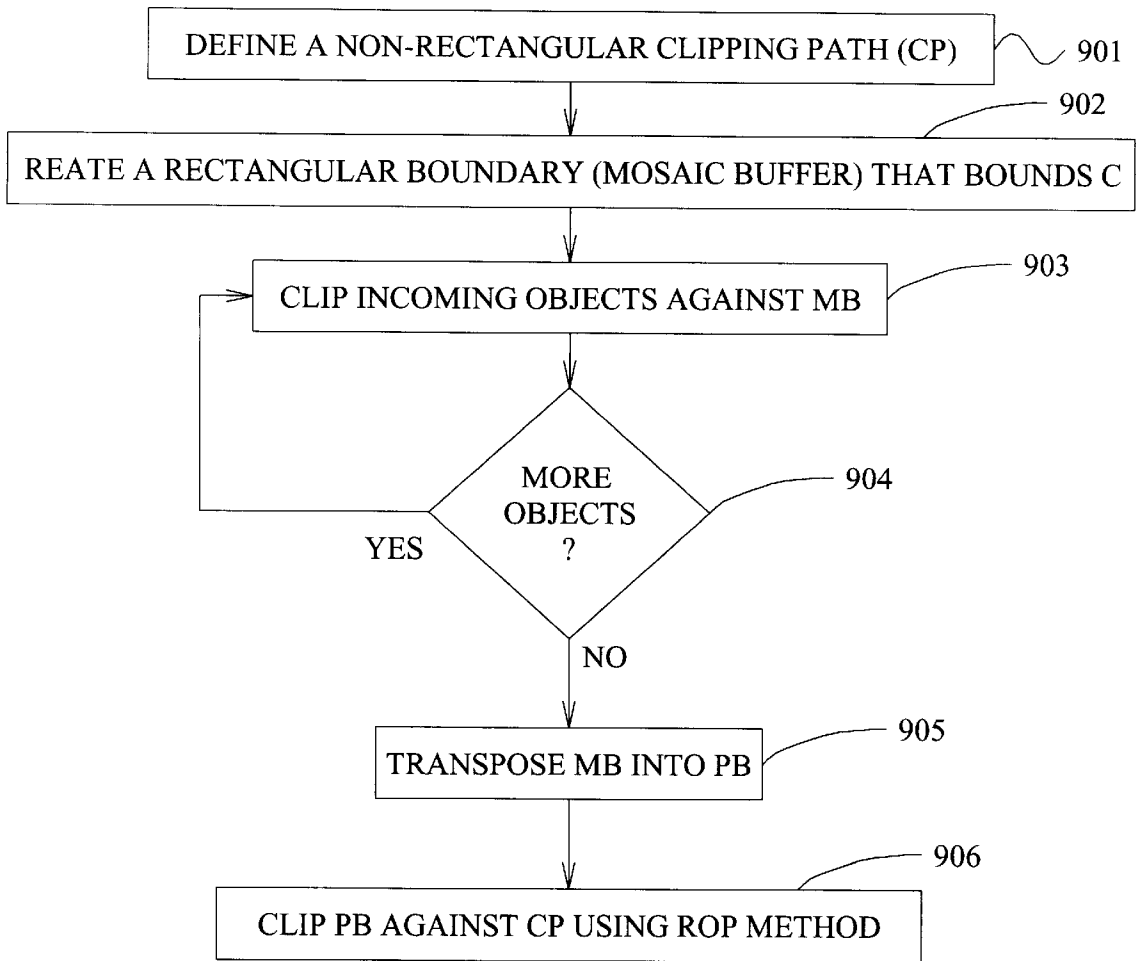 DEFINE A NON-RECTANGULAR CLIPPING PATH (CP)
901
902
REATE A RECTANGULAR BOUNDARY (MOSAIC BUFFER) THAT BOUNDS C
903
CLIP INCOMING OBJECTS AGAINST MB
MORE
OBJECTS
?
904
YES
NO
905
TRANSPOSE MB INTO PB
906
CLIP PB AGAINST CP USING ROP METHOD